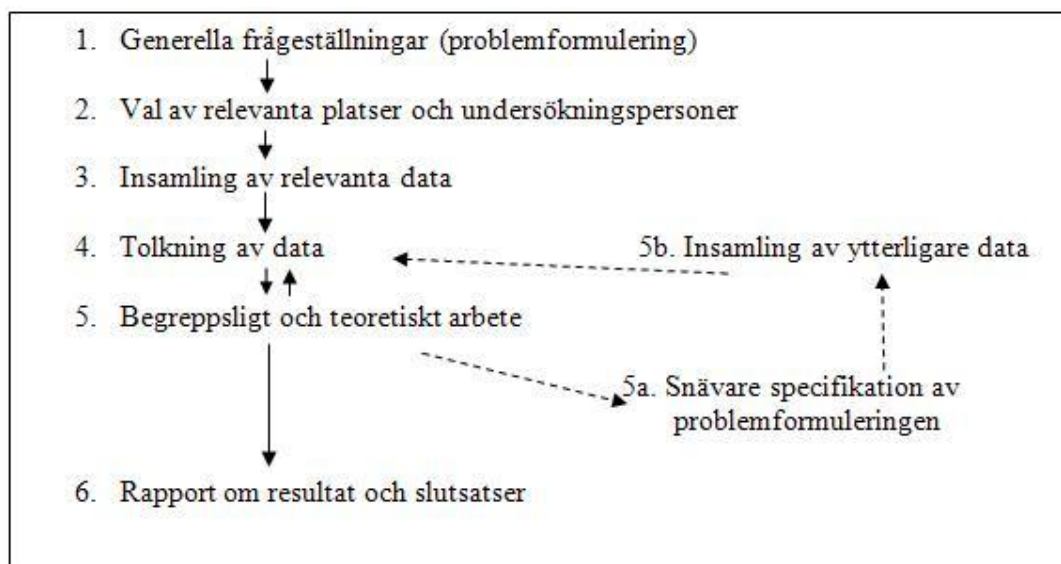 1. Generella frågeställningar (problemformulering)
2. Val av relevanta platser och undersökningspersoner
3. Insamling av relevanta data
4. Tolkning av data
5b. Insamling av ytterligare data
5. Begreppsligt och teoretiskt arbete
5a. Snävare specifikation av
problemformuleringen
6. Rapport om resultat och slutsatser